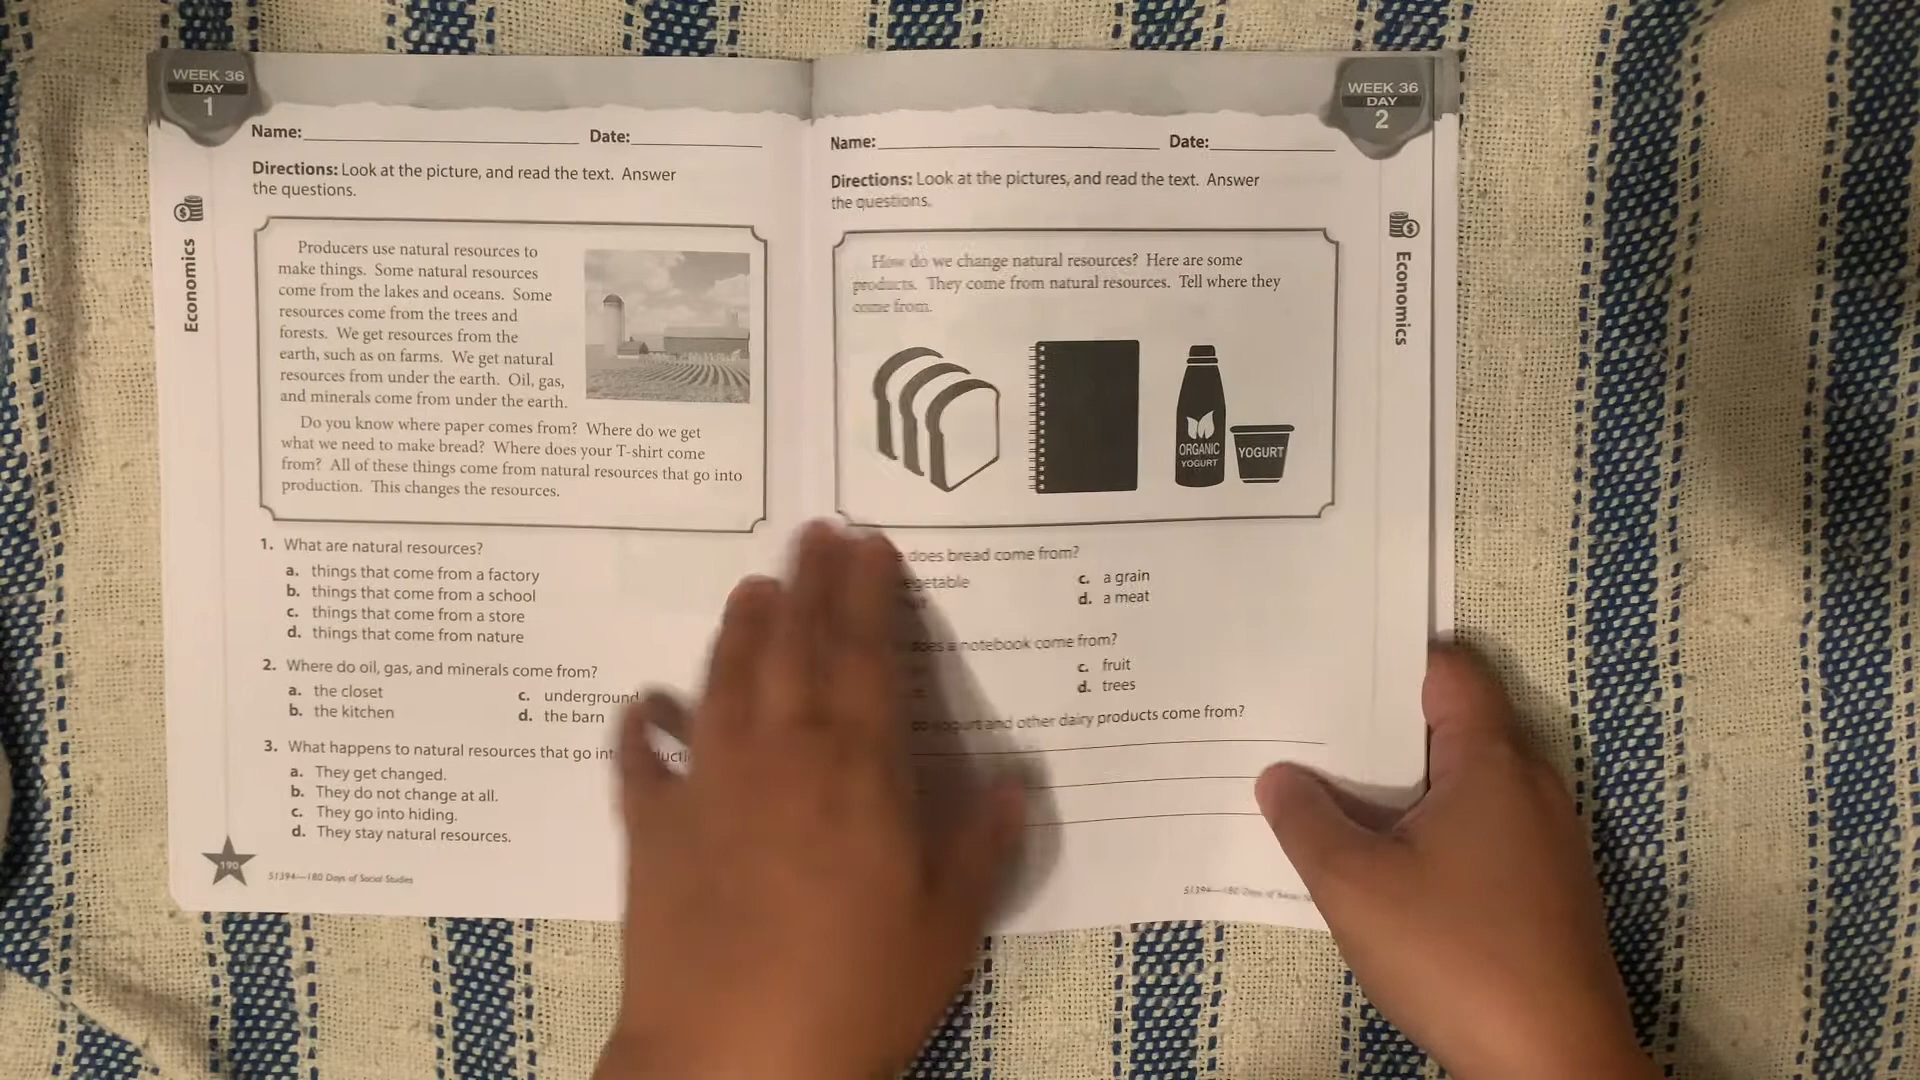 WEEK 36
DAY
1
Name: Date:
Directions: Look at the picture, and read the text. Answer
the questions.
Economics
Producers use natural resources to
make things. Some natural resources
come from the lakes and oceans. Some
resources come from the trees and
forests. We get resources from the
earth, such as on farms. We get natural
resources from under the earth. Oil, gas,
and minerals come from under the earth.
Do you know where paper comes from? Where do we get
what we need to make bread? Where does your T-shirt come
from? All of these things come from natural resources that go into
production. This changes the resources.
1. What are natural resources?
a. things that come from a factory
b. things that come from a school
c. things that come from a store
d. things that come from nature
2. Where do oil, gas, and minerals come from?
a. the closet
c. underground
b. the kitchen
d. the barn
3. What happens to natural resources that go
a. They get changed.
b. They do not change at all.
c. They go into hiding.
d. They stay natural resources.
190
51394—180 Days of Social Studies
WEEK 36
DAY
2
Name: Date:
Directions: Look at the pictures, and read the text. Answer
the questions.
Economics
How do we change natural resources? Here are some
products. They come from natural resources. Tell where they
come from.
ORGANIC
YOGURT
YOGURT
does bread come from?
c. a grain
d. a meat
does a notebook come from?
c. fruit
d. trees
do yogurt and other dairy products come from?
51394—180 Days of